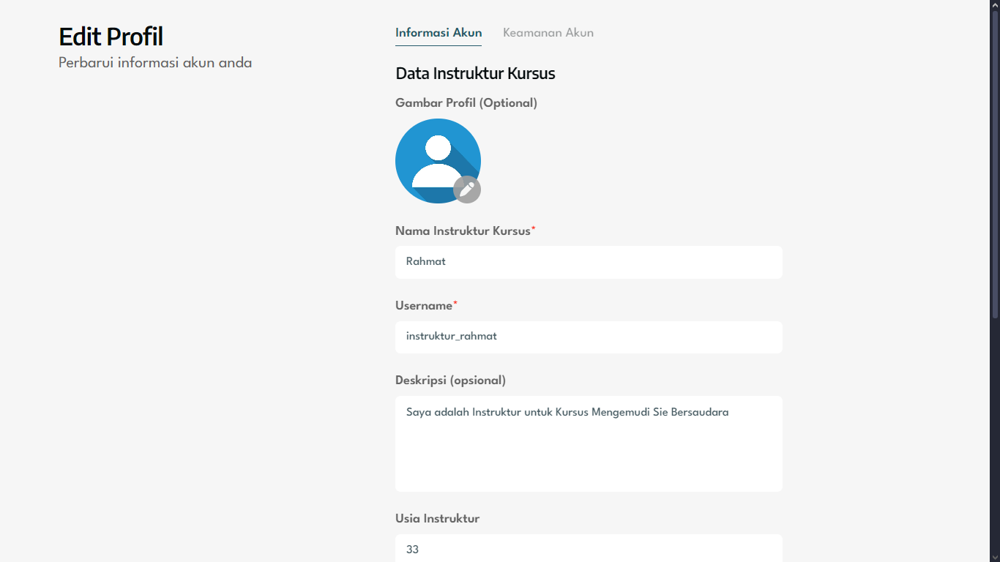 Edit Profil
Perbarui informasi akun anda
Informasi Akun
Keamanan Akun
Data Instruktur Kursus
Gambar Profil (Optional)
Nama Instruktur Kursus*
Rahmat
Username*
instruktur_rahmat
Deskripsi (opsional)
Saya adalah Instruktur untuk Kursus Mengemudi Sie Bersaudara
Usia Instruktur
33